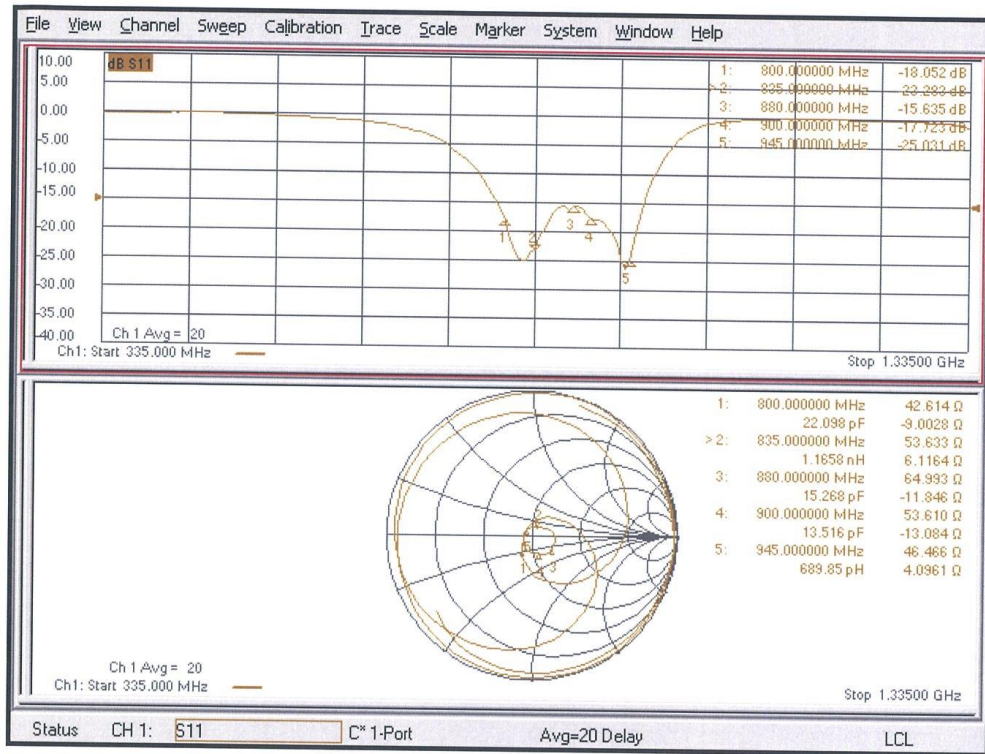 File View Channel Sweep Calibration Trace Scale Marker System Window Help
10.00
5.00
0.00
-5.00
-10.00
-15.00
-20.00
-25.00
-30.00
-35.00
-40.00
dB S11
1: 800.000000 MHz -18.052 dB
>2: 835.000000 MHz -23.283 dB
3: 880.000000 MHz -15.635 dB
4: 900.000000 MHz -17.723 dB
5: 945.000000 MHz -25.031 dB
1
2
3
4
5
Ch 1 Avg = 20
Ch1: Start 335.000 MHz
Stop 1.33500 GHz
1: 800.000000 MHz 42.614 Ω
22.098 pF -9.0028 Ω
>2: 835.000000 MHz 53.633 Ω
1.1658 nH 6.1164 Ω
3: 880.000000 MHz 64.993 Ω
15.268 pF -11.846 Ω
4: 900.000000 MHz 53.610 Ω
13.516 pF -13.084 Ω
5: 945.000000 MHz 46.466 Ω
689.85 pH 4.0961 Ω
5
1
3
Ch 1 Avg = 20
Ch1: Start 335.000 MHz
Stop 1.33500 GHz
Status CH 1: S11 C* 1-Port Avg=20 Delay LCL